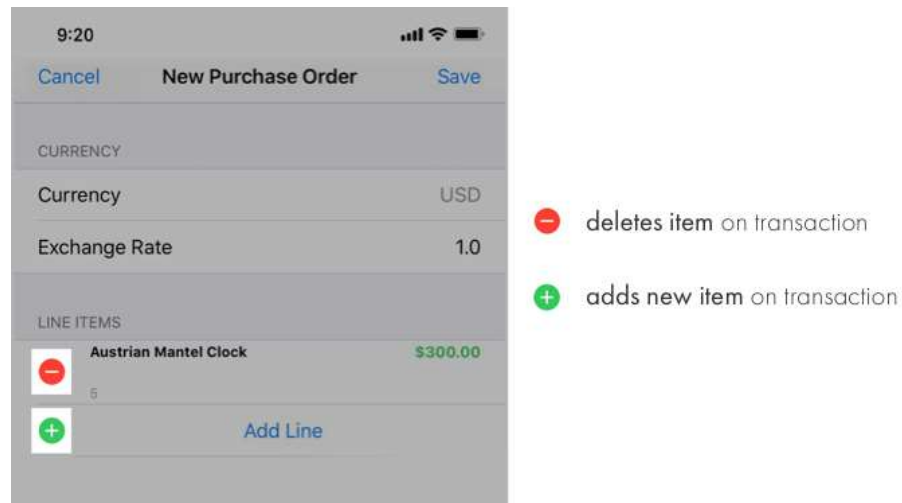 9:20
Cancel New Purchase Order Save
CURRENCY
Currency USD
Exchange Rate 1.0
LINE ITEMS
Austrian Mantel Clock $300.00
5
Add Line
deletes item on transaction
adds new item on transaction